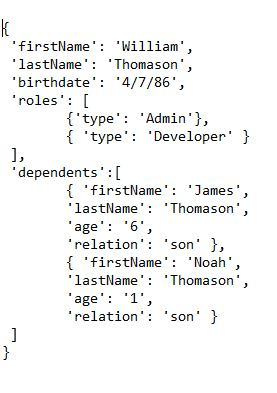 {
 'firstName': 'William',
 'lastName': 'Thomason',
 'birthdate': '4/7/86',
 'roles': [
        {'type': 'Admin'},
        { 'type': 'Developer' }
 ],
 'dependents':[
        { 'firstName': 'James',
        'lastName': 'Thomason',
        'age': '6',
        'relation': 'son' },
        { 'firstName': 'Noah',
        'lastName': 'Thomason',
        'age': '1',
        'relation': 'son' }
 ]
}